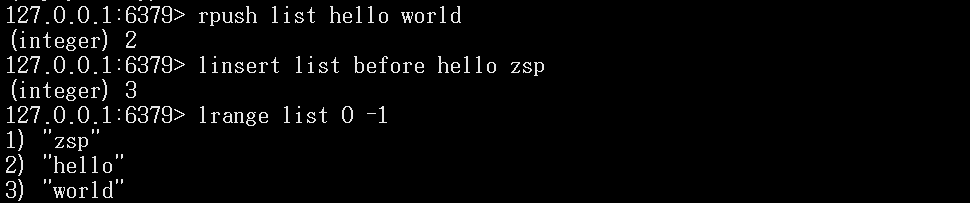 127.0.0.1:6379> rpush list hello world
(integer) 2
127.0.0.1:6379> linsert list before hello zsp
(integer) 3
127.0.0.1:6379> lrange list 0 -1
1) "zsp"
2) "hello"
3) "world"